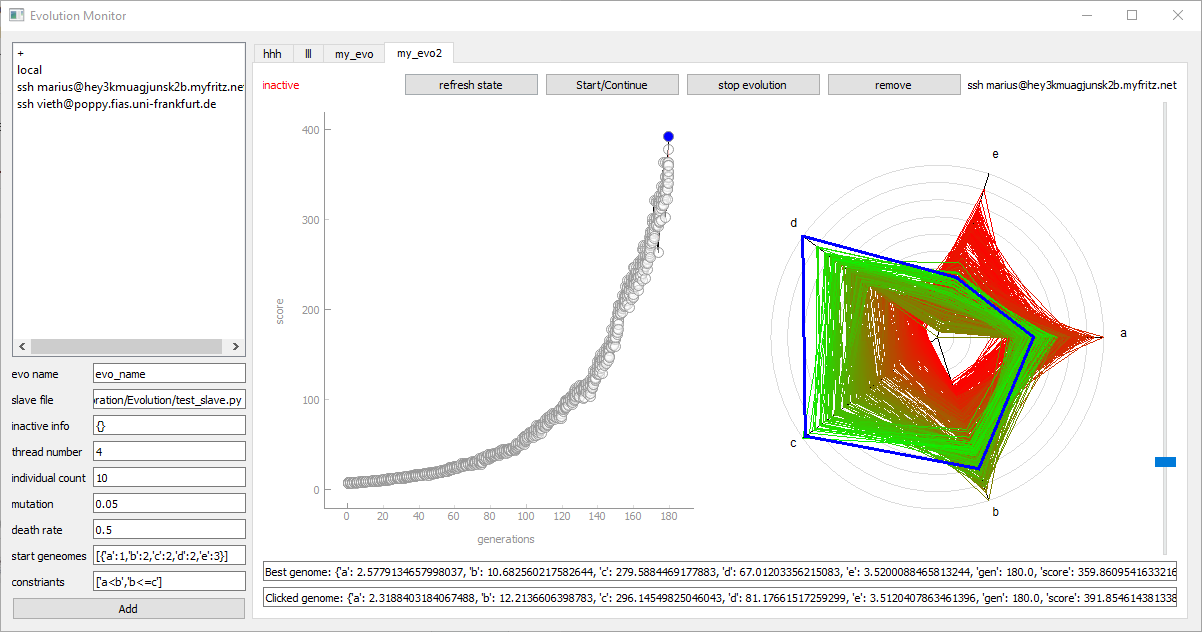 Evolution Monitor
+
local
ssh marius@hey3kmuagjunsk2b.myfritz.ne
ssh vieth@poppy.fias.uni-frankfurt.de
evo name evo_name
slave file ration/Evolution/test_slave.py
inactive info {}
thread number 4
individual count 10
mutation 0.05
death rate 0.5
start geneomes [{'a':1,'b':2,'c':2,'d':2,'e':3}]
constriants ['a<b','b<=c']
Add
hhh lll my_evo my_evo2
inactive refresh state Start/Continue stop evolution remove ssh marius@hey3kmuagjunsk2b.myfritz.net
400
300
200
100
0
score
0 20 40 60 80 100 120 140 160 180
generations
e
d
a
c
b
Best genome: {'a': 2.5779134657998037, 'b': 10.682560217582644, 'c': 279.5884469177883, 'd': 67.01203356215083, 'e': 3.5200088465813244, 'gen': 180.0, 'score': 359.8609541633216
Clicked genome: {'a': 2.3188403184067488, 'b': 12.2136606398783, 'c': 296.14549825046043, 'd': 81.17661517259299, 'e': 3.5120407863461396, 'gen': 180.0, 'score': 391.854614381338